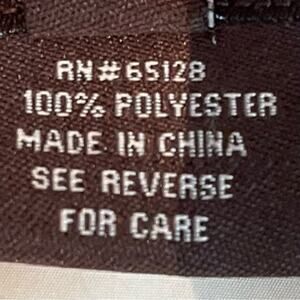 RN#65128
100% POLYESTER
MADE IN CHINA
SEE REVERSE
FOR CARE